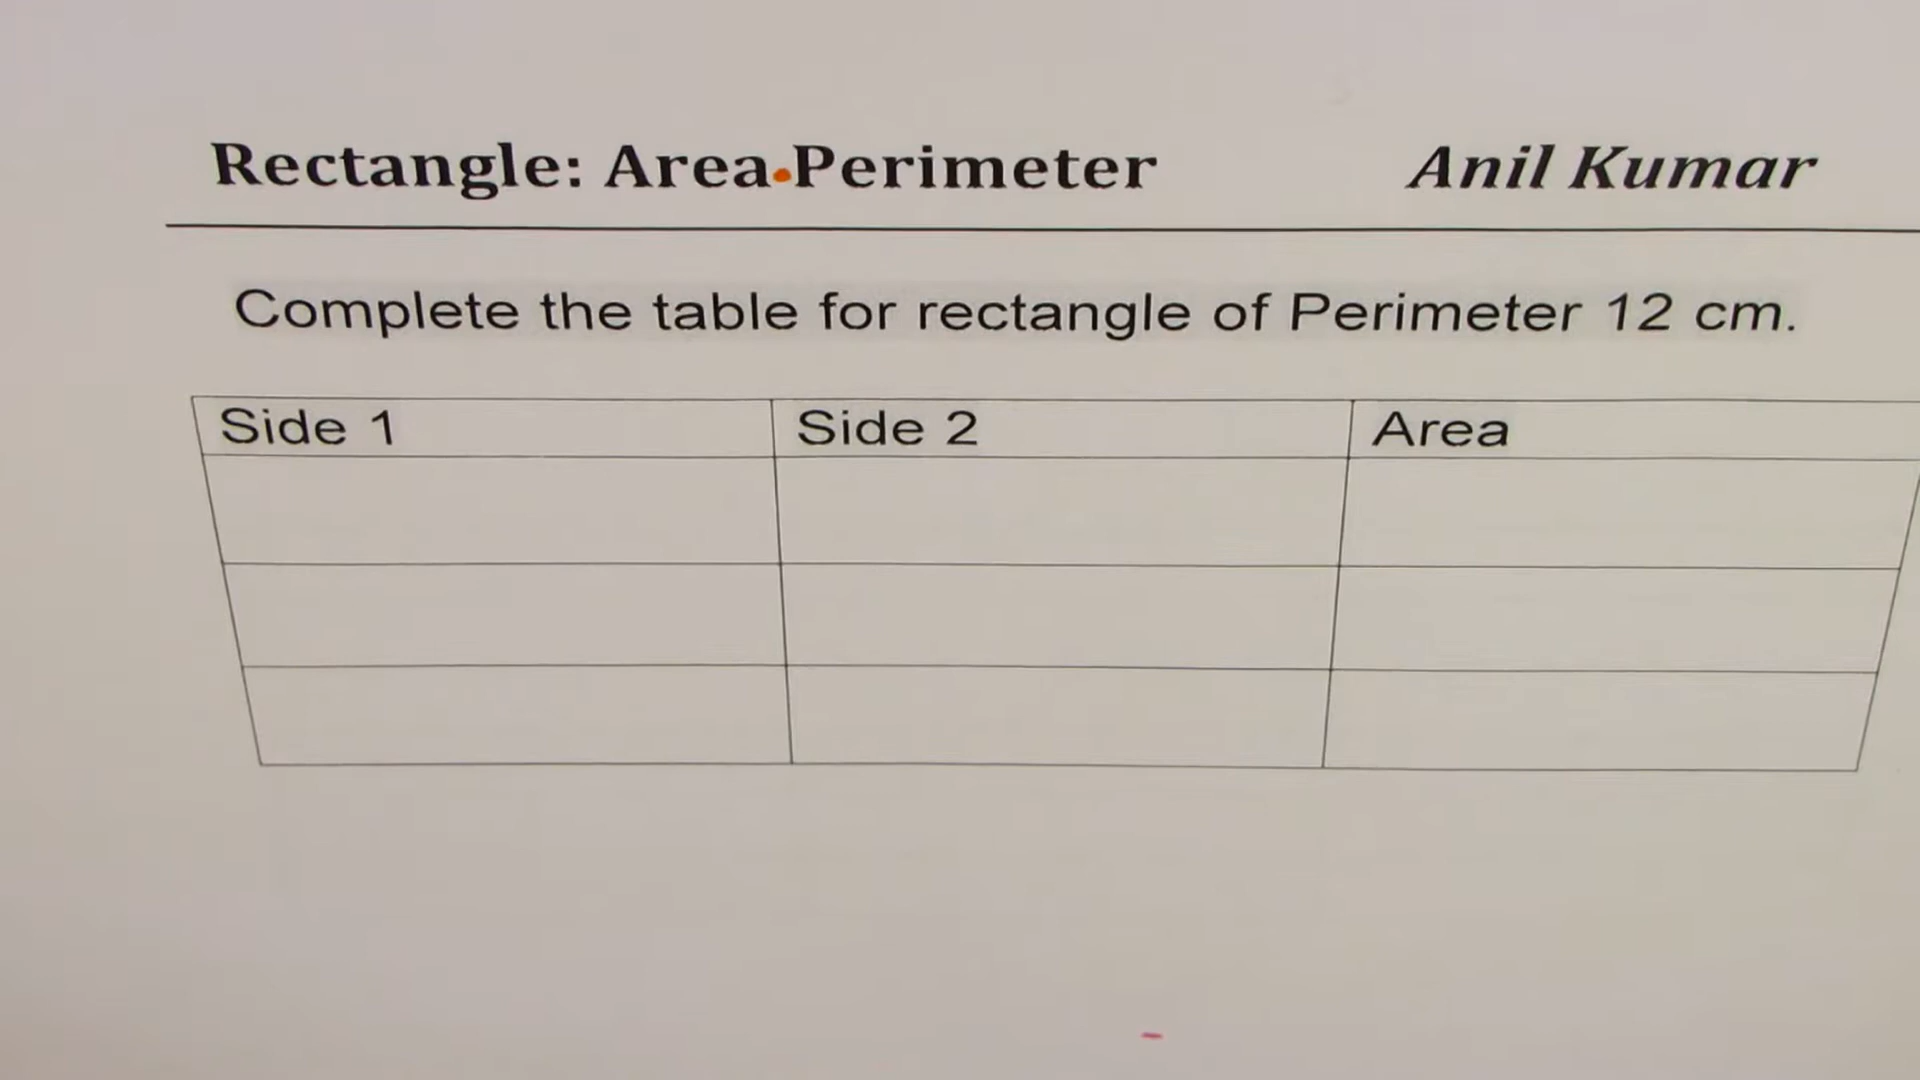 Rectangle: Area.Perimeter Anil Kumar
Complete the table for rectangle of Perimeter 12 cm.
Side 1 Side 2 Area